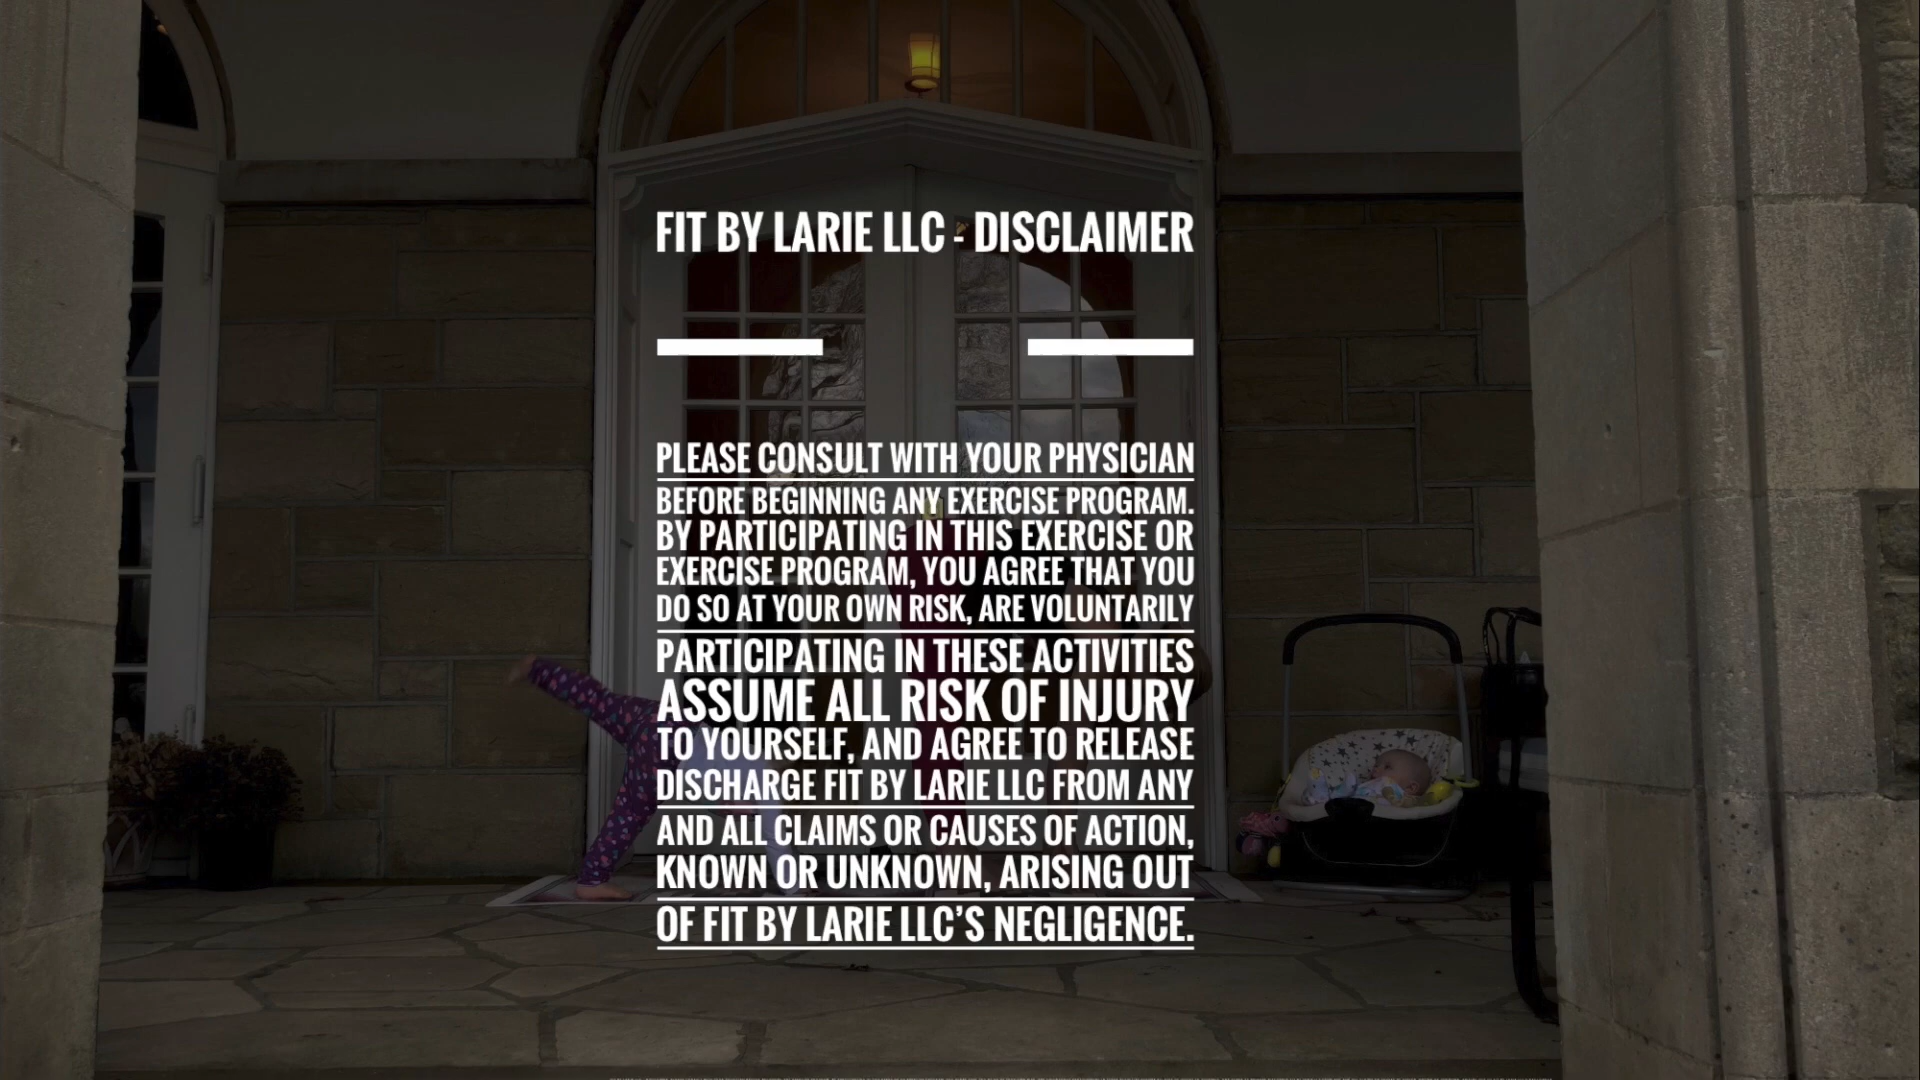 FIT BY LARIE LLC - DISCLAIMER
PLEASE CONSULT WITH YOUR PHYSICIAN
BEFORE BEGINNING ANY EXERCISE PROGRAM.
BY PARTICIPATING IN THIS EXERCISE OR
EXERCISE PROGRAM, YOU AGREE THAT YOU
DO SO AT YOUR OWN RISK, ARE VOLUNTARILY
PARTICIPATING IN THESE ACTIVITIES
ASSUME ALL RISK OF INJURY
TO YOURSELF, AND AGREE TO RELEASE
DISCHARGE FIT BY LARIE LLC FROM ANY
AND ALL CLAIMS OR CAUSES OF ACTION,
KNOWN OR UNKNOWN, ARISING OUT
OF FIT BY LARIE LLC’S NEGLIGENCE.